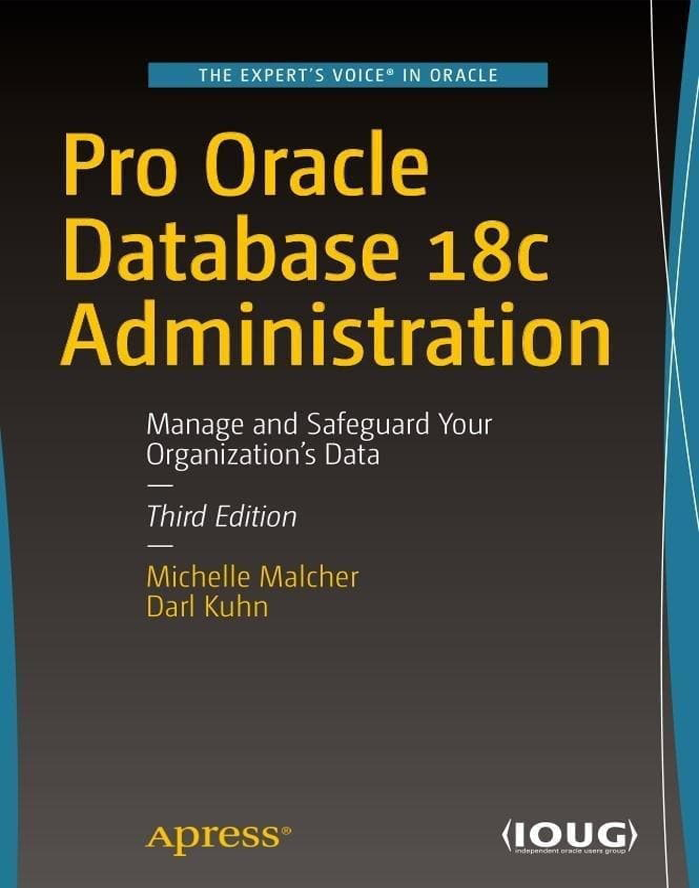 THE EXPERT'S VOICE® IN ORACLE
Pro Oracle
Database 18c
Administration
Manage and Safeguard Your
Organization's Data
—
Third Edition
—
Michelle Malcher
Darl Kuhn
Apress®
⟨IOUG⟩
independent oracle users group